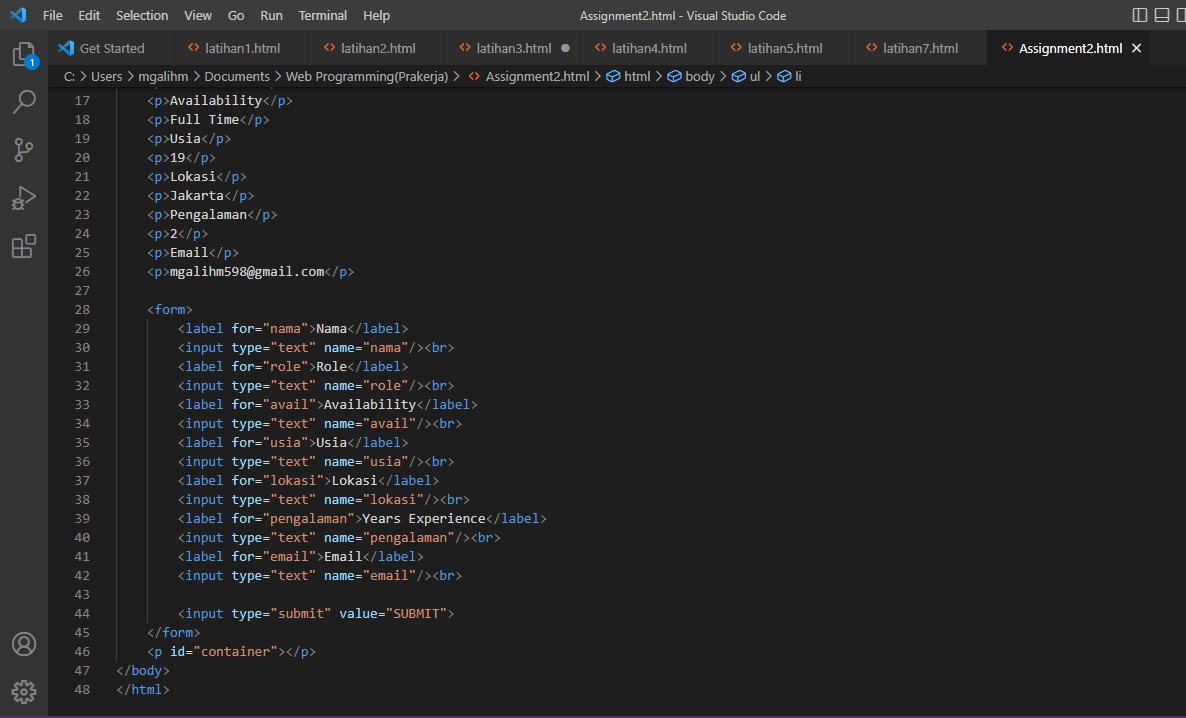 File Edit Selection View Go Run Terminal Help Assignment2.html - Visual Studio Code
Get Started latihan1.html latihan2.html latihan3.html latihan4.html latihan5.html latihan7.html Assignment2.html
C: > Users > mgalihm > Documents > Web Programming(Prakerja) > Assignment2.html > html > body > ul > li
1
17 <p>Availability</p>
18 <p>Full Time</p>
19 <p>Usia</p>
20 <p>19</p>
21 <p>Lokasi</p>
22 <p>Jakarta</p>
23 <p>Pengalaman</p>
24 <p>2</p>
25 <p>Email</p>
26 <p>mgalihm598@gmail.com</p>
27
28 <form>
29 <label for="nama">Nama</label>
30 <input type="text" name="nama"/><br>
31 <label for="role">Role</label>
32 <input type="text" name="role"/><br>
33 <label for="avail">Availability</label>
34 <input type="text" name="avail"/><br>
35 <label for="usia">Usia</label>
36 <input type="text" name="usia"/><br>
37 <label for="lokasi">Lokasi</label>
38 <input type="text" name="lokasi"/><br>
39 <label for="pengalaman">Years Experience</label>
40 <input type="text" name="pengalaman"/><br>
41 <label for="email">Email</label>
42 <input type="text" name="email"/><br>
43
44 <input type="submit" value="SUBMIT">
45 </form>
46 <p id="container"></p>
47 </body>
48 </html>